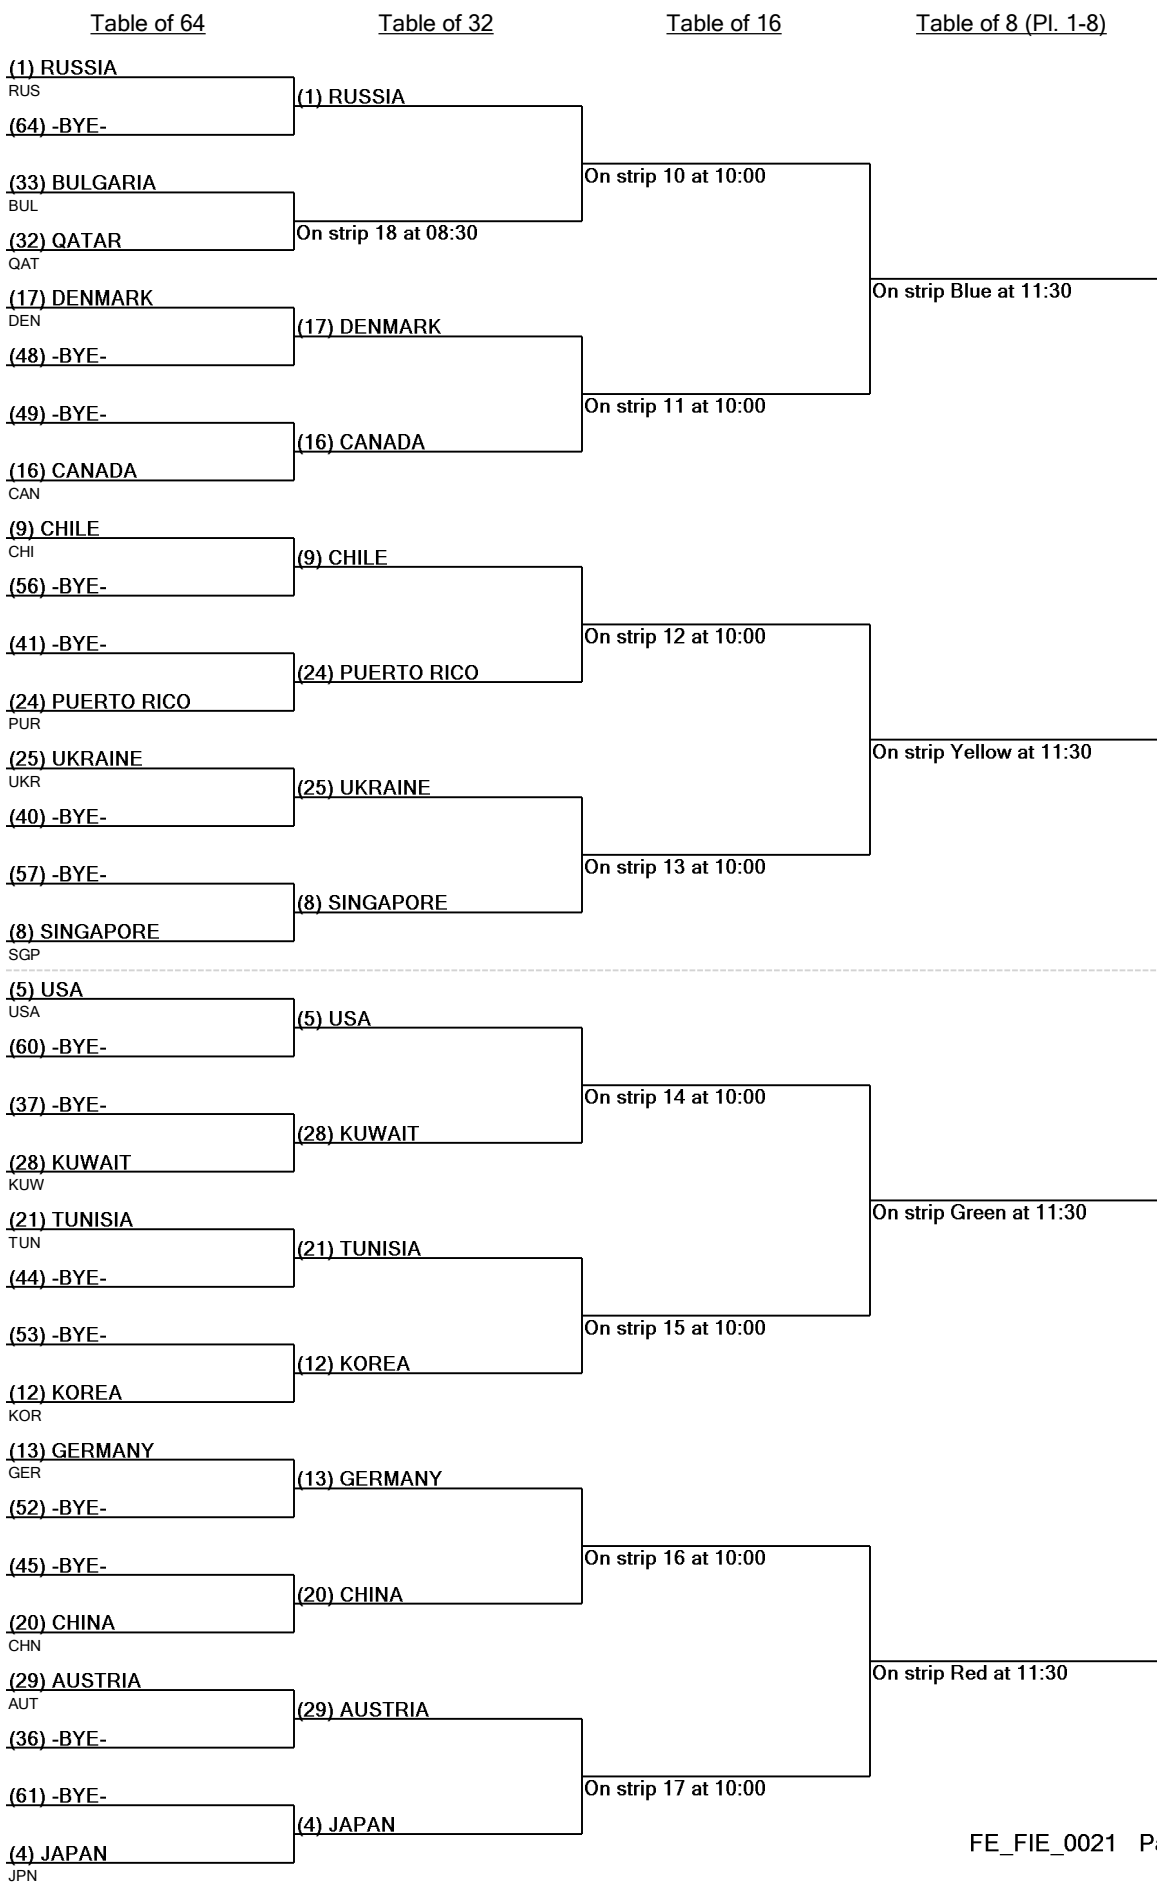 Table of 64
Table of 32
Table of 16
Table of 8 (Pl. 1-8)
(1) RUSSIA
RUS
(1) RUSSIA
(64) -BYE-
On strip 10 at 10:00
(33) BULGARIA
BUL
On strip 18 at 08:30
(32) QATAR
QAT
On strip Blue at 11:30
(17) DENMARK
DEN
(17) DENMARK
(48) -BYE-
On strip 11 at 10:00
(49) -BYE-
(16) CANADA
(16) CANADA
CAN
(9) CHILE
CHI
(9) CHILE
(56) -BYE-
On strip 12 at 10:00
(41) -BYE-
(24) PUERTO RICO
(24) PUERTO RICO
PUR
On strip Yellow at 11:30
(25) UKRAINE
UKR
(25) UKRAINE
(40) -BYE-
On strip 13 at 10:00
(57) -BYE-
(8) SINGAPORE
(8) SINGAPORE
SGP
(5) USA
USA
(5) USA
(60) -BYE-
On strip 14 at 10:00
(37) -BYE-
(28) KUWAIT
(28) KUWAIT
KUW
On strip Green at 11:30
(21) TUNISIA
TUN
(21) TUNISIA
(44) -BYE-
On strip 15 at 10:00
(53) -BYE-
(12) KOREA
(12) KOREA
KOR
(13) GERMANY
GER
(13) GERMANY
(52) -BYE-
On strip 16 at 10:00
(45) -BYE-
(20) CHINA
(20) CHINA
CHN
On strip Red at 11:30
(29) AUSTRIA
AUT
(29) AUSTRIA
(36) -BYE-
On strip 17 at 10:00
(61) -BYE-
(4) JAPAN
(4) JAPAN
JPN
FE_FIE_0021